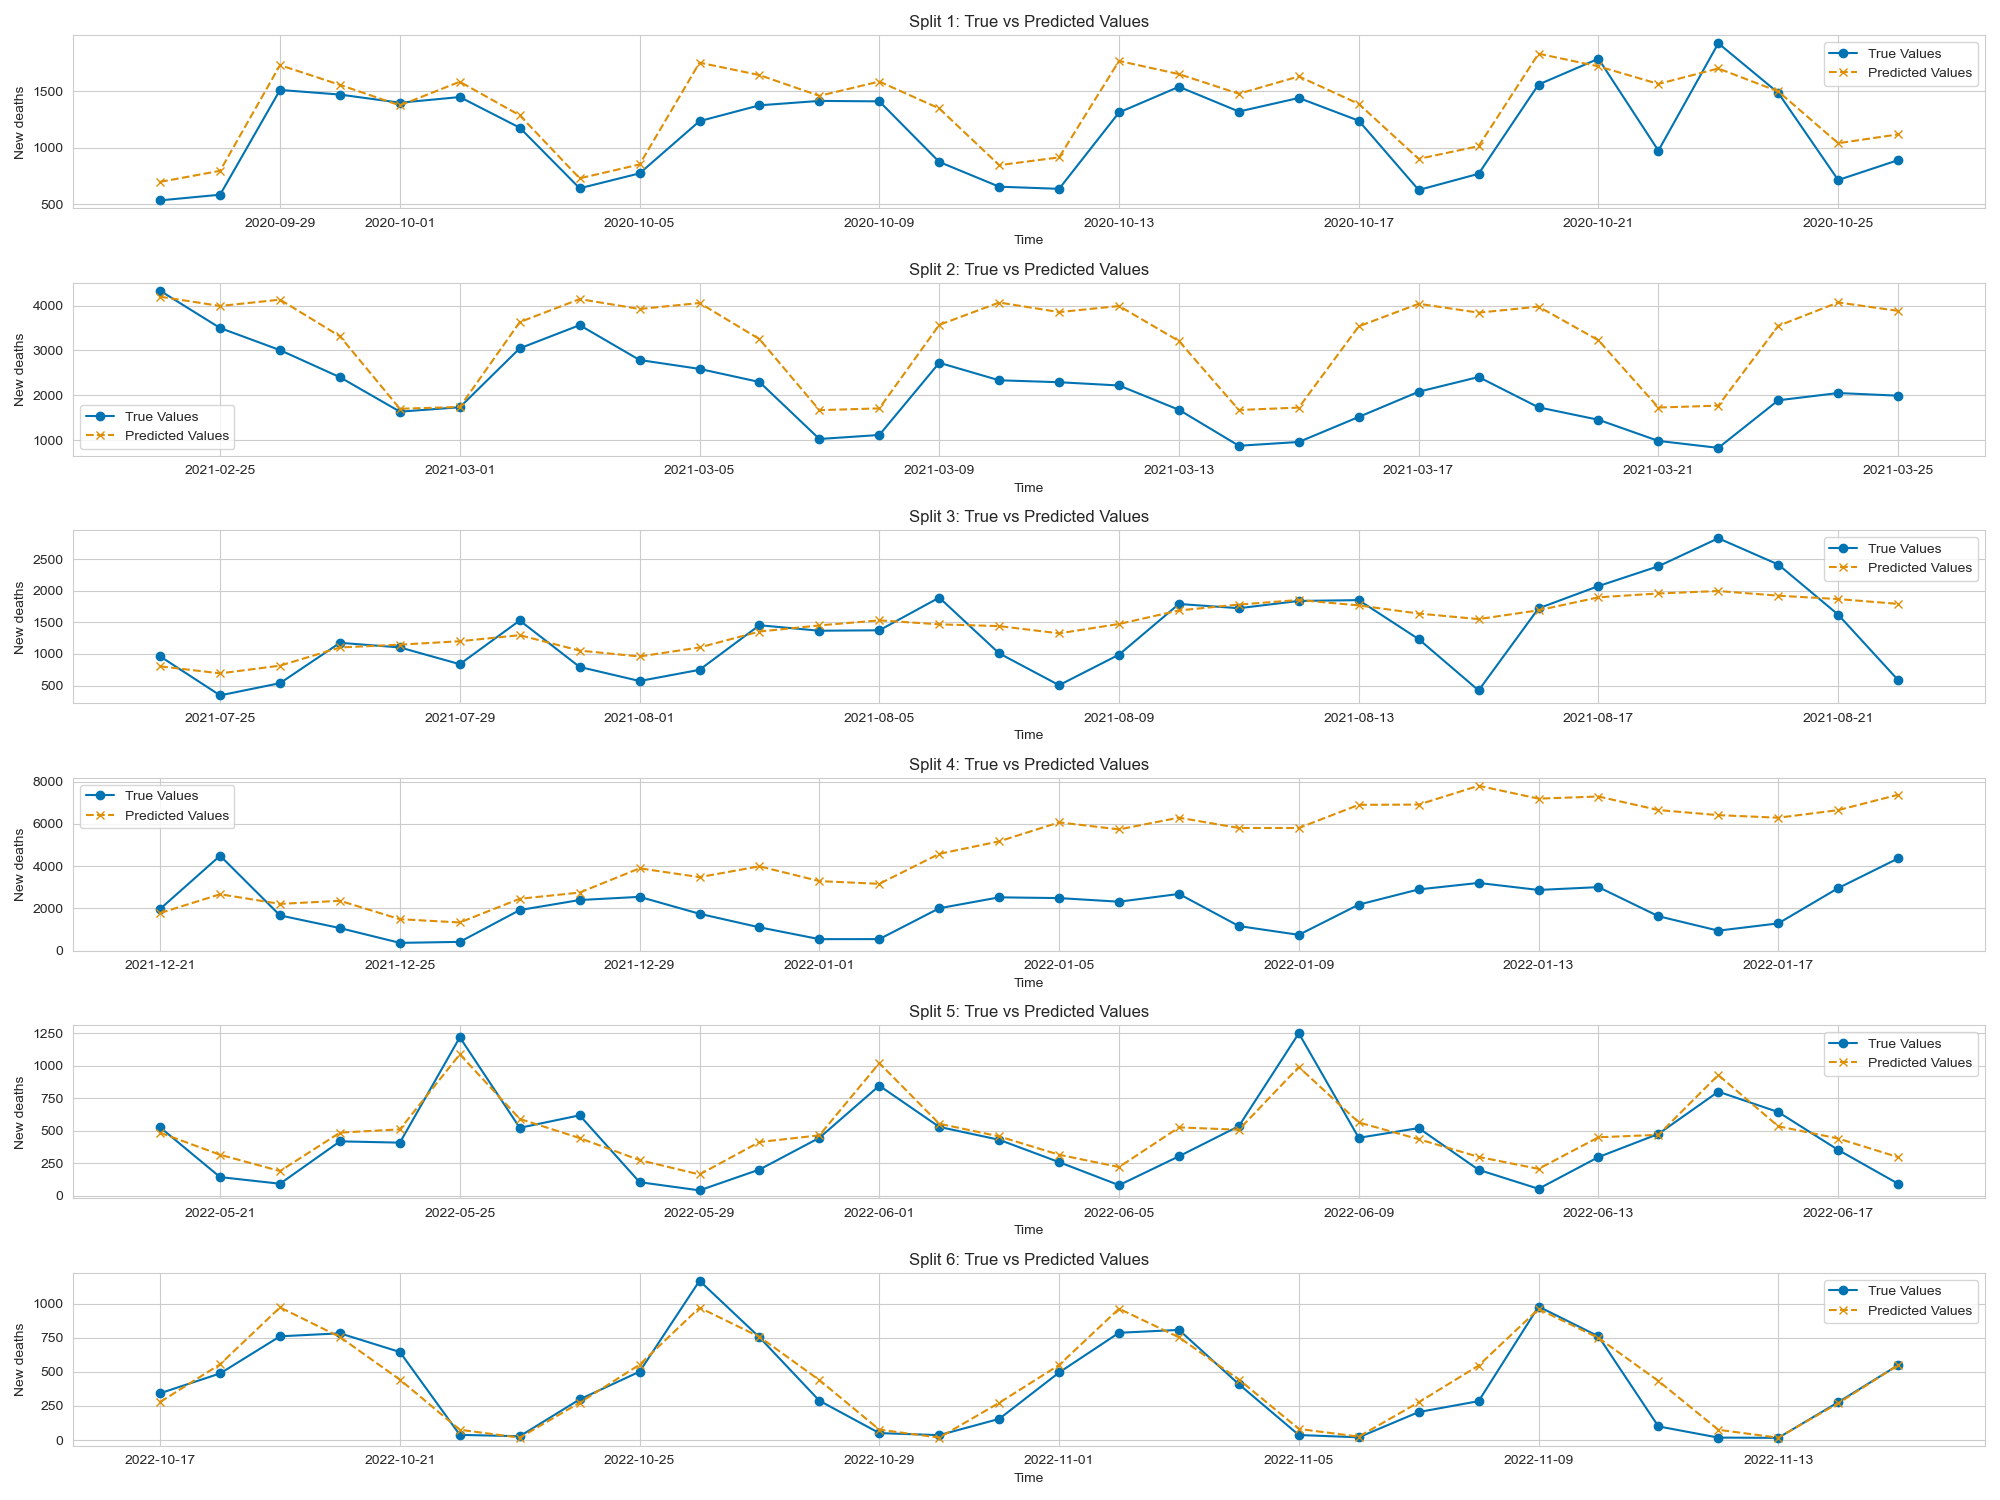 Split 1: True vs Predicted Values
New deaths
1500
1000
500
True Values
Predicted Values
2020-09-29 2020-10-01 2020-10-05 2020-10-09 2020-10-13 2020-10-17 2020-10-21 2020-10-25
Time
Split 2: True vs Predicted Values
New deaths
4000
3000
2000
1000
True Values
Predicted Values
2021-02-25 2021-03-01 2021-03-05 2021-03-09 2021-03-13 2021-03-17 2021-03-21 2021-03-25
Time
Split 3: True vs Predicted Values
New deaths
2500
2000
1500
1000
500
True Values
Predicted Values
2021-07-25 2021-07-29 2021-08-01 2021-08-05 2021-08-09 2021-08-13 2021-08-17 2021-08-21
Time
Split 4: True vs Predicted Values
New deaths
8000
6000
4000
2000
0
True Values
Predicted Values
2021-12-21 2021-12-25 2021-12-29 2022-01-01 2022-01-05 2022-01-09 2022-01-13 2022-01-17
Time
Split 5: True vs Predicted Values
New deaths
1250
1000
750
500
250
0
True Values
Predicted Values
2022-05-21 2022-05-25 2022-05-29 2022-06-01 2022-06-05 2022-06-09 2022-06-13 2022-06-17
Time
Split 6: True vs Predicted Values
New deaths
1000
750
500
250
0
True Values
Predicted Values
2022-10-17 2022-10-21 2022-10-25 2022-10-29 2022-11-01 2022-11-05 2022-11-09 2022-11-13
Time